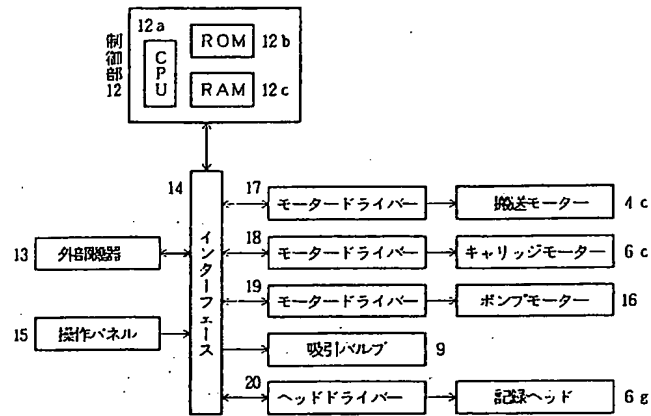 12a
制御部
12
CPU
ROM
12b
RAM
12c
14
インターフェース
13
外部機器
15
操作パネル
17
モータードライバー
搬送モーター
4c
18
モータードライバー
キャリッジモーター
6c
19
モータードライバー
ポンプモーター
16
吸引バルブ
9
20
ヘッドドライバー
記録ヘッド
6g